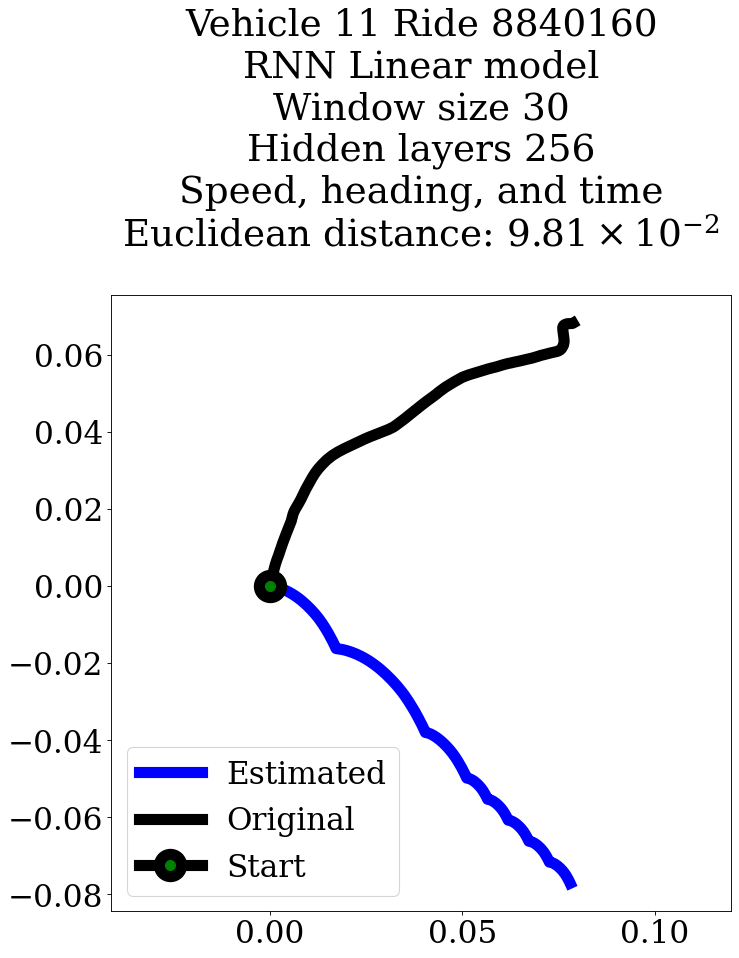 Vehicle 11 Ride 8840160
RNN Linear model
Window size 30
Hidden layers 256
Speed, heading, and time
Euclidean distance: 9.81 × 10⁻²
0.06
0.04
0.02
0.00
−0.02
−0.04
−0.06
−0.08
Estimated
Original
Start
0.00 0.05 0.10